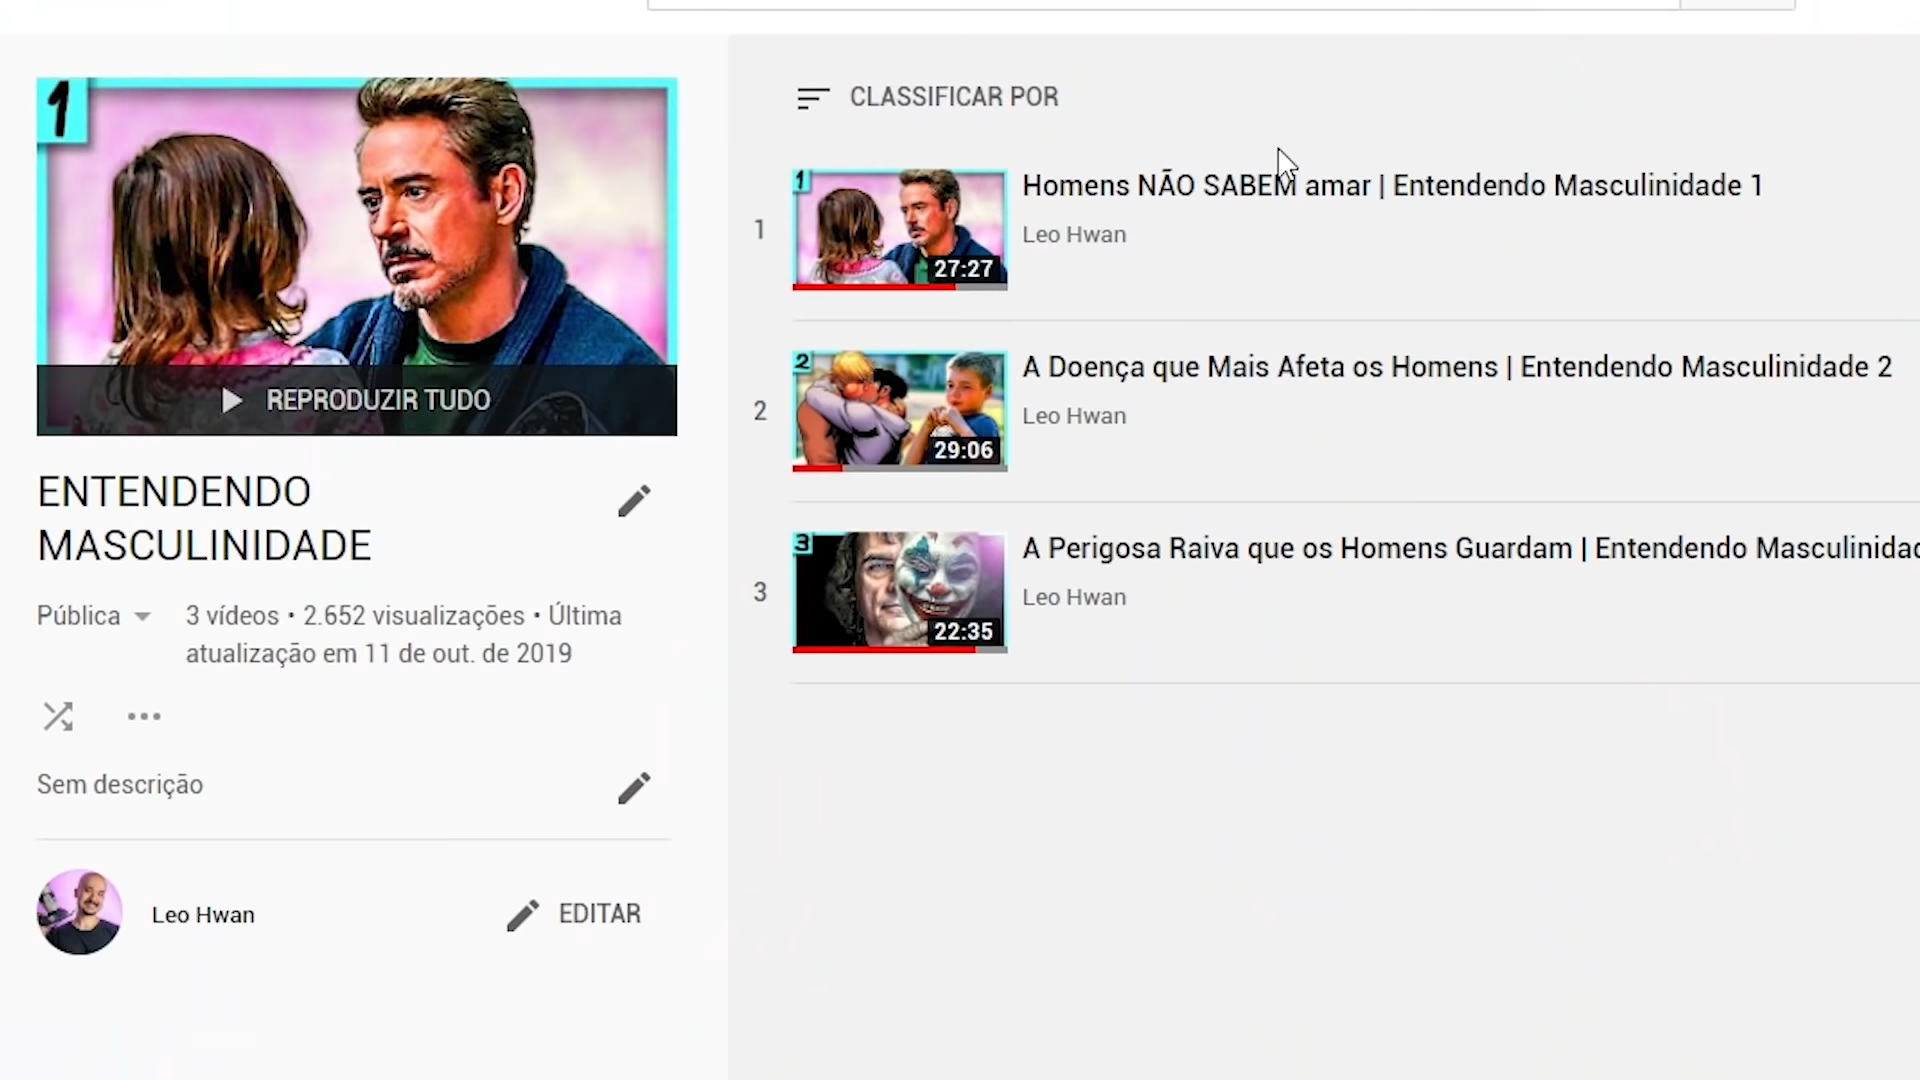 1
REPRODUZIR TUDO
ENTENDENDO
MASCULINIDADE
Pública
3 vídeos • 2.652 visualizações • Última
atualização em 11 de out. de 2019
Sem descrição
Leo Hwan
EDITAR
CLASSIFICAR POR
1
1
27:27
Homens NÃO SABEM amar | Entendendo Masculinidade 1
Leo Hwan
2
2
29:06
A Doença que Mais Afeta os Homens | Entendendo Masculinidade 2
Leo Hwan
3
3
22:35
A Perigosa Raiva que os Homens Guardam | Entendendo Masculinidad
Leo Hwan